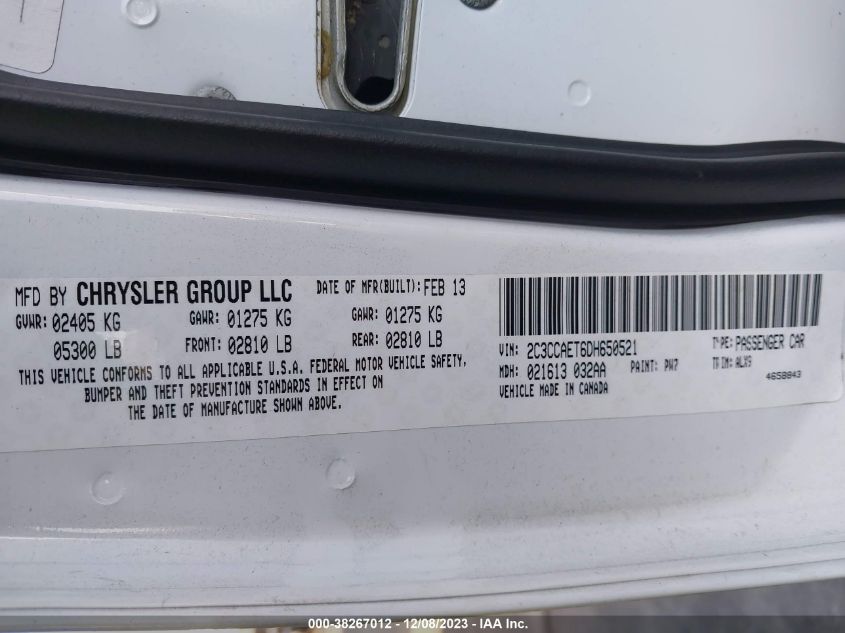 MFD BY CHRYSLER GROUP LLC DATE OF MFR(BUILT): FEB 13
GVWR: 02405 KG GAWR: 01275 KG GAWR: 01275 KG
05300 LB FRONT: 02810 LB REAR: 02810 LB
THIS VEHICLE CONFORMS TO ALL APPLICABLE U.S.A. FEDERAL MOTOR VEHICLE SAFETY,
BUMPER AND THEFT PREVENTION STANDARDS IN EFFECT ON
THE DATE OF MANUFACTURE SHOWN ABOVE.
VIN: 2C3CCAET6DH650521 TYPE: PASSENGER CAR
MDH: 021613 032AA PAINT: PW7 TRIM: ALX9
VEHICLE MADE IN CANADA 4658843
000-38267012 - 12/08/2023 - IAA Inc.